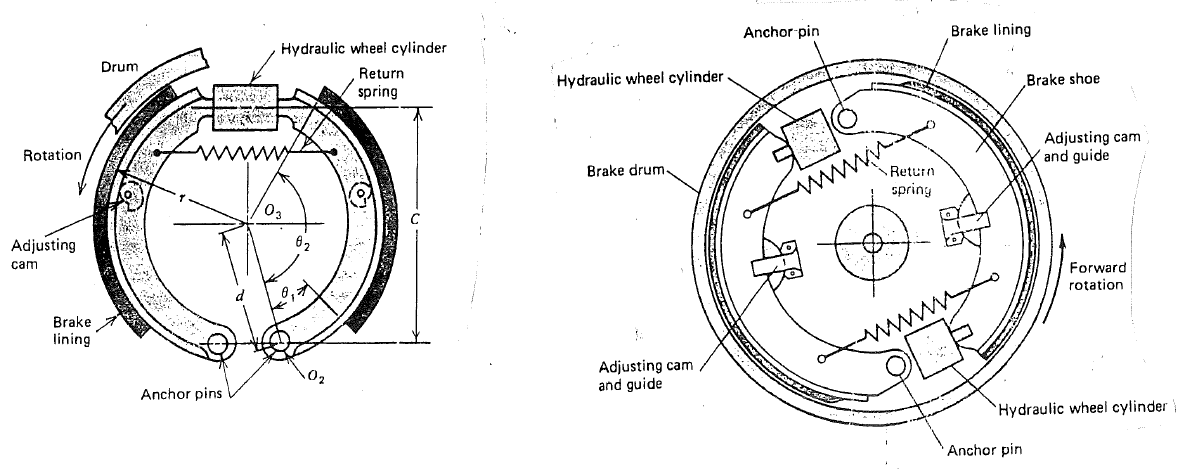 Hydraulic wheel cylinder
Drum
Return
spring
Rotation
r
O₃
C
θ₂
Adjusting
cam
d
θ₁
Brake
lining
O₂
Anchor pins
Anchor pin
Brake lining
Hydraulic wheel cylinder
Brake shoe
Adjusting cam
and guide
Brake drum
Return
spring
Forward
rotation
Adjusting cam
and guide
Hydraulic wheel cylinder
Anchor pin